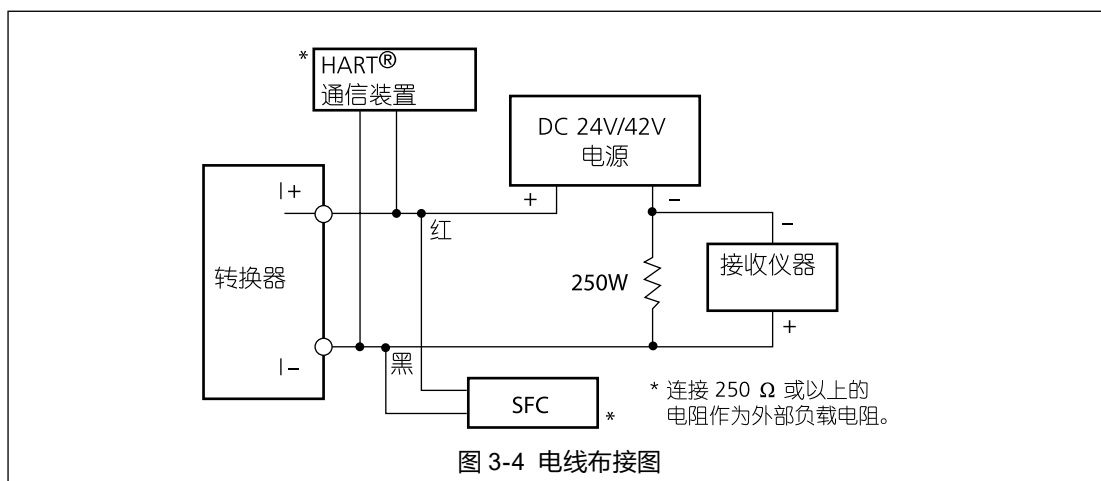 * HART®
通信装置
DC 24V/42V
电源
I+
+
−
红
−
转换器
250W
接收仪器
+
I−
黑
SFC
*
* 连接 250 Ω 或以上的
电阻作为外部负载电阻。
图 3-4 电线布接图